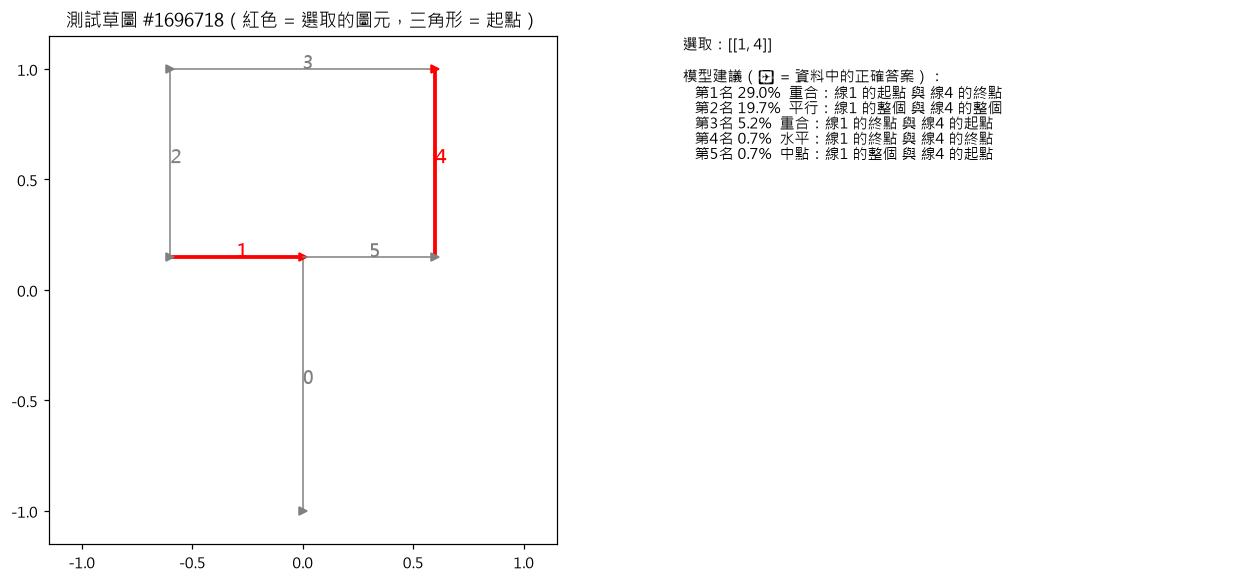 測試草圖 #1696718 ( 紅色 = 選取的圖元，三角形 = 起點 )
1.0
0.5
0.0
-0.5
-1.0
-1.0
-0.5
0.0
0.5
1.0
3
2
4
1
5
0
選取：[[1, 4]]
模型建議 ( = 資料中的正確答案 )：
第1名 29.0% 重合：線1 的起點 與 線4 的終點
第2名 19.7% 平行：線1 的整個 與 線4 的整個
第3名 5.2% 重合：線1 的終點 與 線4 的起點
第4名 0.7% 水平：線1 的終點 與 線4 的終點
第5名 0.7% 中點：線1 的整個 與 線4 的起點